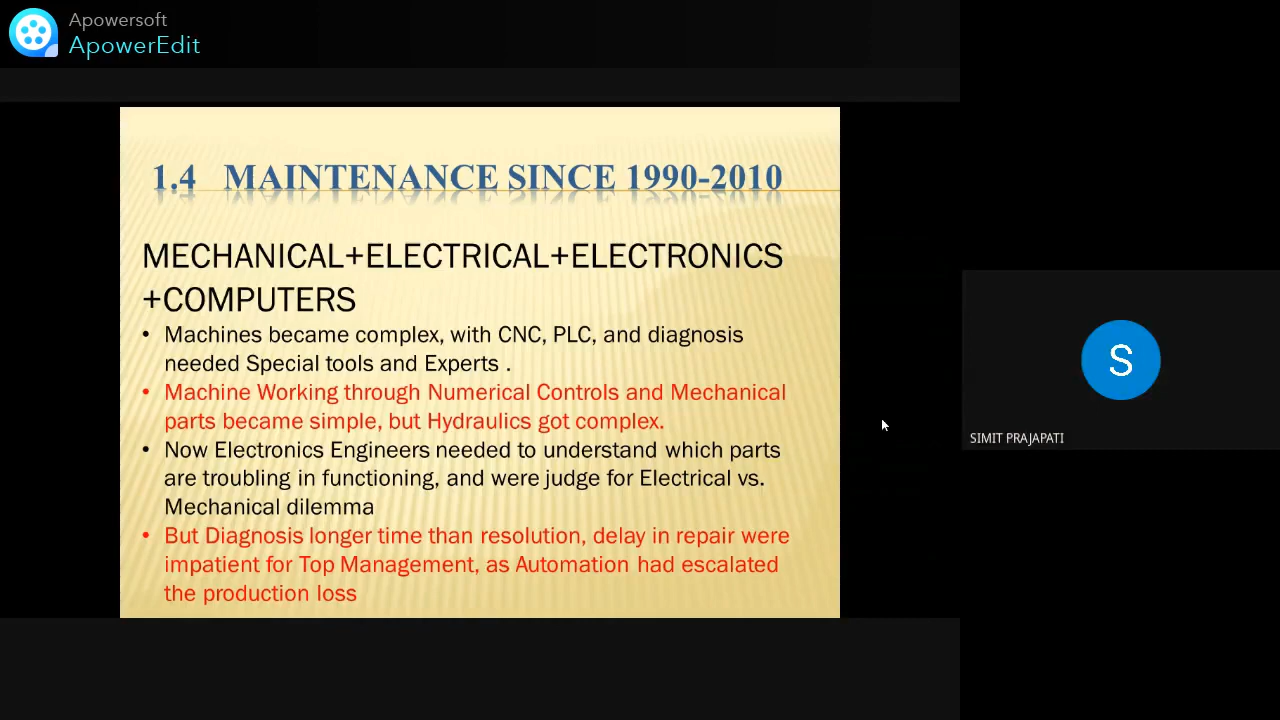 Apowersoft
ApowerEdit
1.4 MAINTENANCE SINCE 1990-2010
MECHANICAL+ELECTRICAL+ELECTRONICS
+COMPUTERS
• Machines became complex, with CNC, PLC, and diagnosis
needed Special tools and Experts .
• Machine Working through Numerical Controls and Mechanical
parts became simple, but Hydraulics got complex.
• Now Electronics Engineers needed to understand which parts
are troubling in functioning, and were judge for Electrical vs.
Mechanical dilemma
• But Diagnosis longer time than resolution, delay in repair were
impatient for Top Management, as Automation had escalated
the production loss
S
SIMIT PRAJAPATI